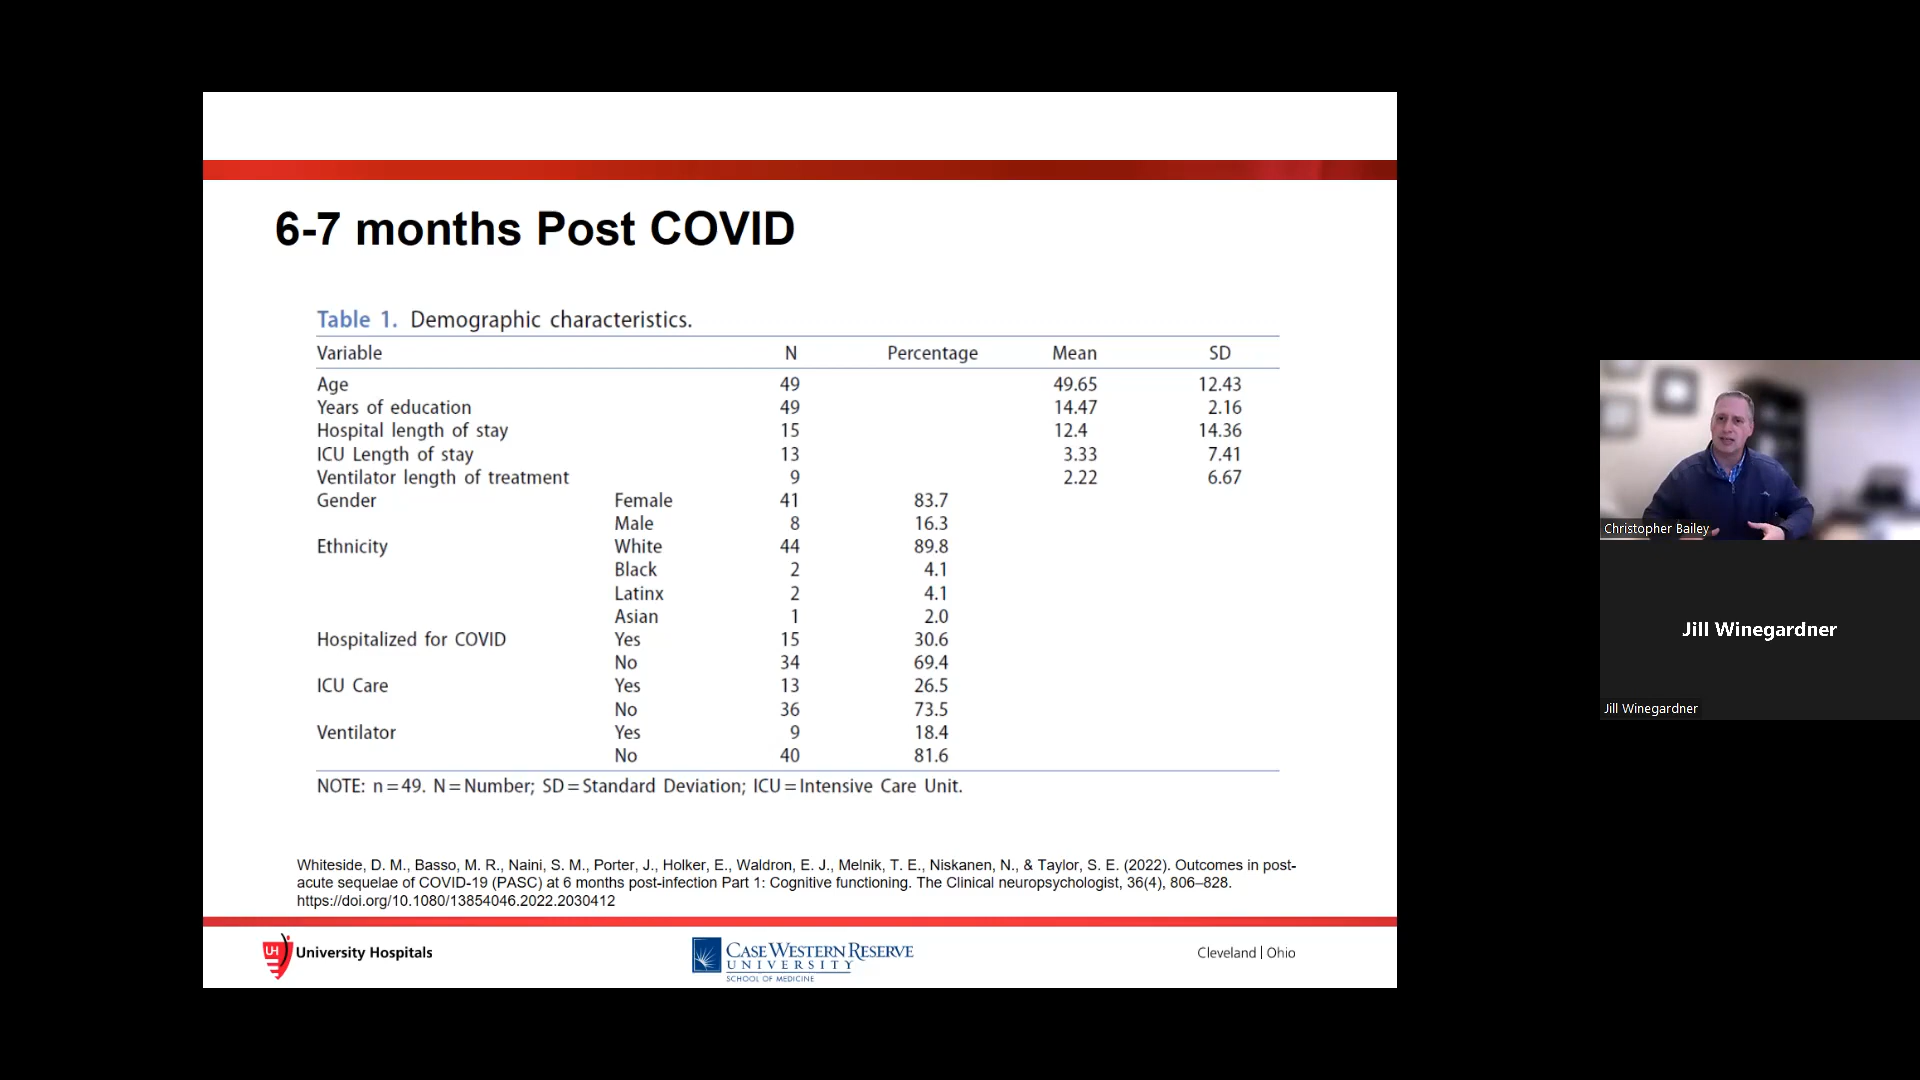 6-7 months Post COVID
Table 1. Demographic characteristics.
Variable N Percentage Mean SD
Age 49 49.65 12.43
Years of education 49 14.47 2.16
Hospital length of stay 15 12.4 14.36
ICU Length of stay 13 3.33 7.41
Ventilator length of treatment 9 2.22 6.67
Gender Female 41 83.7
Male 8 16.3
Ethnicity White 44 89.8
Black 2 4.1
Latinx 2 4.1
Asian 1 2.0
Hospitalized for COVID Yes 15 30.6
No 34 69.4
ICU Care Yes 13 26.5
No 36 73.5
Ventilator Yes 9 18.4
No 40 81.6
NOTE: n=49. N=Number; SD=Standard Deviation; ICU=Intensive Care Unit.
Whiteside, D. M., Basso, M. R., Naini, S. M., Porter, J., Holker, E., Waldron, E. J., Melnik, T. E., Niskanen, N., & Taylor, S. E. (2022). Outcomes in post-
acute sequelae of COVID-19 (PASC) at 6 months post-infection Part 1: Cognitive functioning. The Clinical neuropsychologist, 36(4), 806–828.
https://doi.org/10.1080/13854046.2022.2030412
UH University Hospitals
CASE WESTERN RESERVE
UNIVERSITY
SCHOOL OF MEDICINE
Cleveland | Ohio
Christopher Bailey
Jill Winegardner
Jill Winegardner